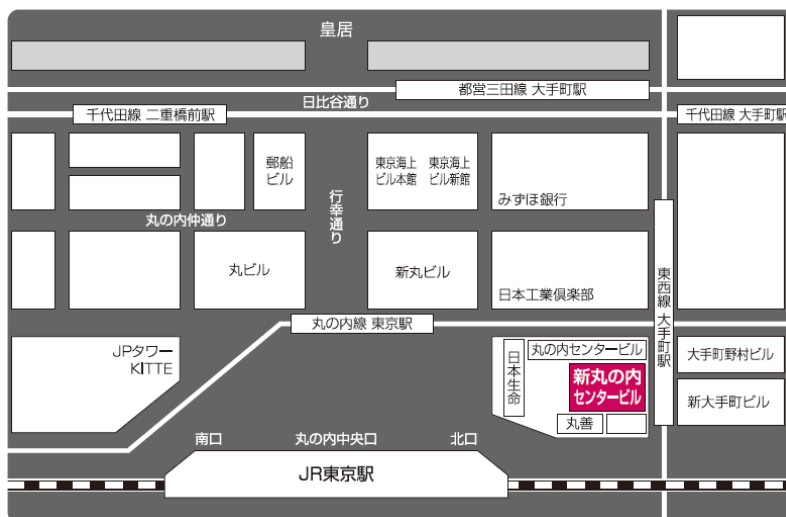 皇居
都営三田線 大手町駅
日比谷通り
千代田線 二重橋前駅
千代田線 大手町駅
郵船
ビル
東京海上
ビル本館
東京海上
ビル新館
みずほ銀行
行幸通り
丸の内仲通り
丸ビル
新丸ビル
日本工業倶楽部
東西線 大手町駅
丸の内線 東京駅
JPタワー
KITTE
日本生命
丸の内センタービル
新丸の内
センタービル
丸善
大手町野村ビル
新大手町ビル
南口
丸の内中央口
北口
JR東京駅